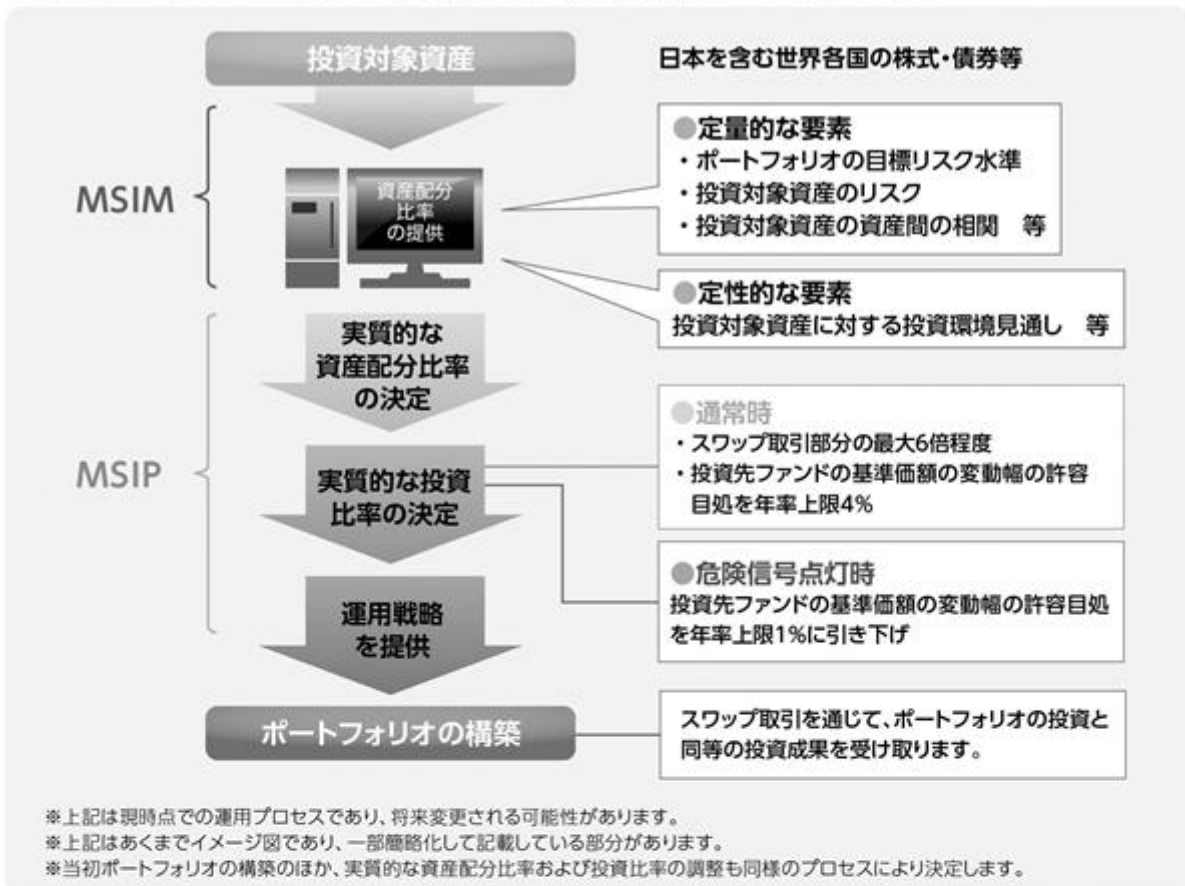 投資対象資産
日本を含む世界各国の株式・債券等
MSIM
資産配分
比率
の提供
●定量的な要素
・ポートフォリオの目標リスク水準
・投資対象資産のリスク
・投資対象資産の資産間の相関　等
●定性的な要素
投資対象資産に対する投資環境見通し　等
MSIP
実質的な
資産配分比率
の決定
実質的な投資
比率の決定
●通常時
・スワップ取引部分の最大6倍程度
・投資先ファンドの基準価額の変動幅の許容
目処を年率上限4%
●危険信号点灯時
投資先ファンドの基準価額の変動幅の許容目処
を年率上限1%に引き下げ
運用戦略
を提供
ポートフォリオの構築
スワップ取引を通じて、ポートフォリオの投資と
同等の投資成果を受け取ります。
※上記は現時点での運用プロセスであり、将来変更される可能性があります。
※上記はあくまでイメージ図であり、一部簡略化して記載している部分があります。
※当初ポートフォリオの構築のほか、実質的な資産配分比率および投資比率の調整も同様のプロセスにより決定します。